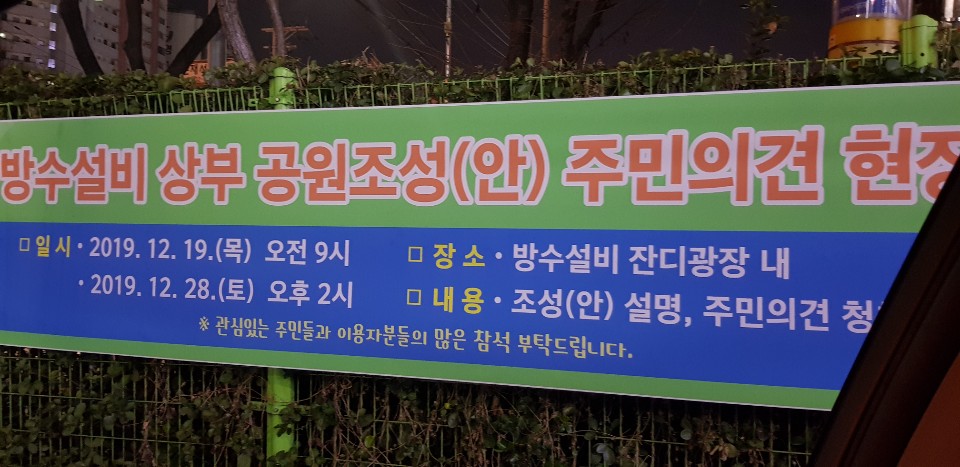 방수설비 상부 공원조성(안) 주민의견 현장
□ 일 시 • 2019. 12. 19.(목) 오전 9시
• 2019. 12. 28.(토) 오후 2시
□ 장 소 • 방수설비 잔디광장 내
□ 내 용 • 조성(안) 설명, 주민의견 청
※ 관심있는 주민들과 이용자분들의 많은 참석 부탁드립니다.